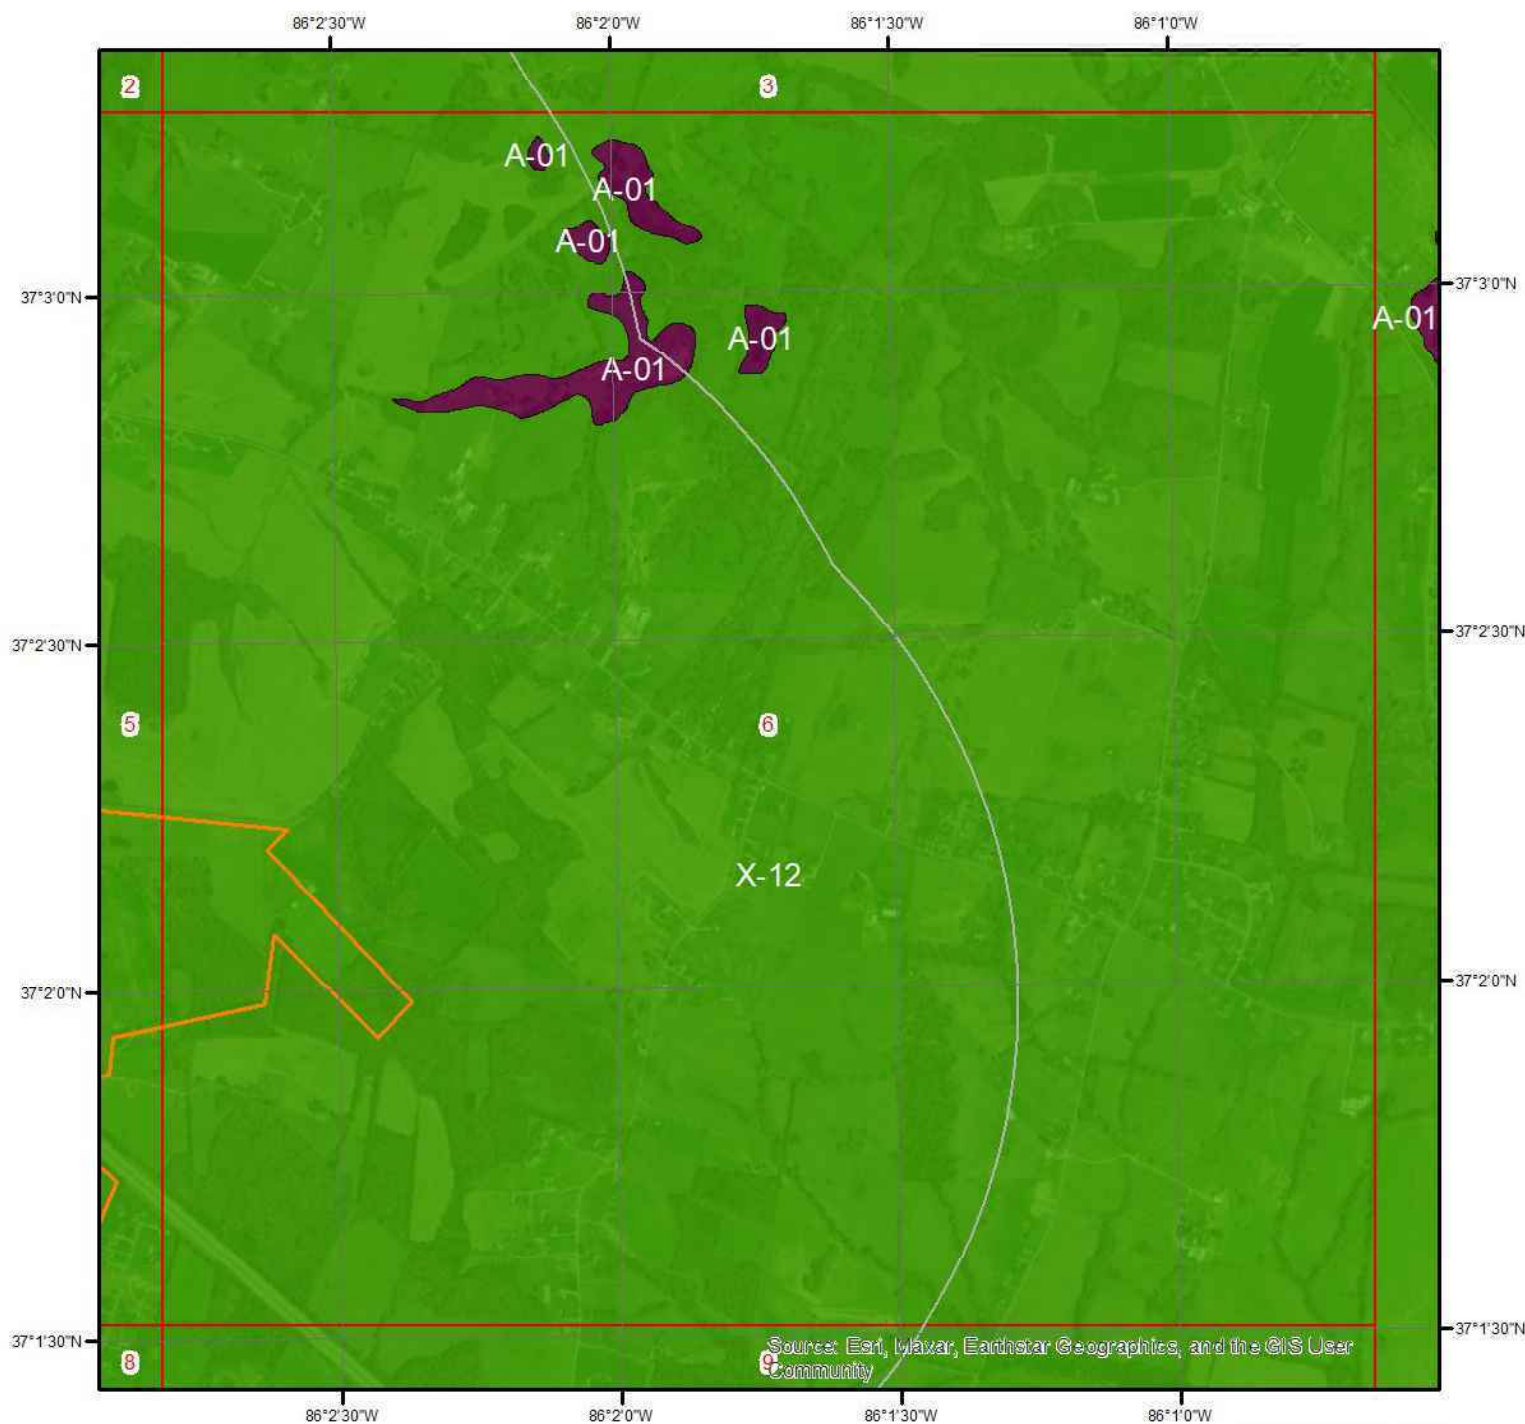 86°2'30"W 86°2'0"W 86°1'30"W 86°1'0"W
2 3
A-01
A-01
A-01
37°3'0"N 37°3'0"N
A-01
A-01
A-01
37°2'30"N 37°2'30"N
5 6
X-12
37°2'0"N 37°2'0"N
37°1'30"N 37°1'30"N
Source: Esri, Maxar, Earthstar Geographics, and the GIS User
8 9 Community
86°2'30"W 86°2'0"W 86°1'30"W 86°1'0"W